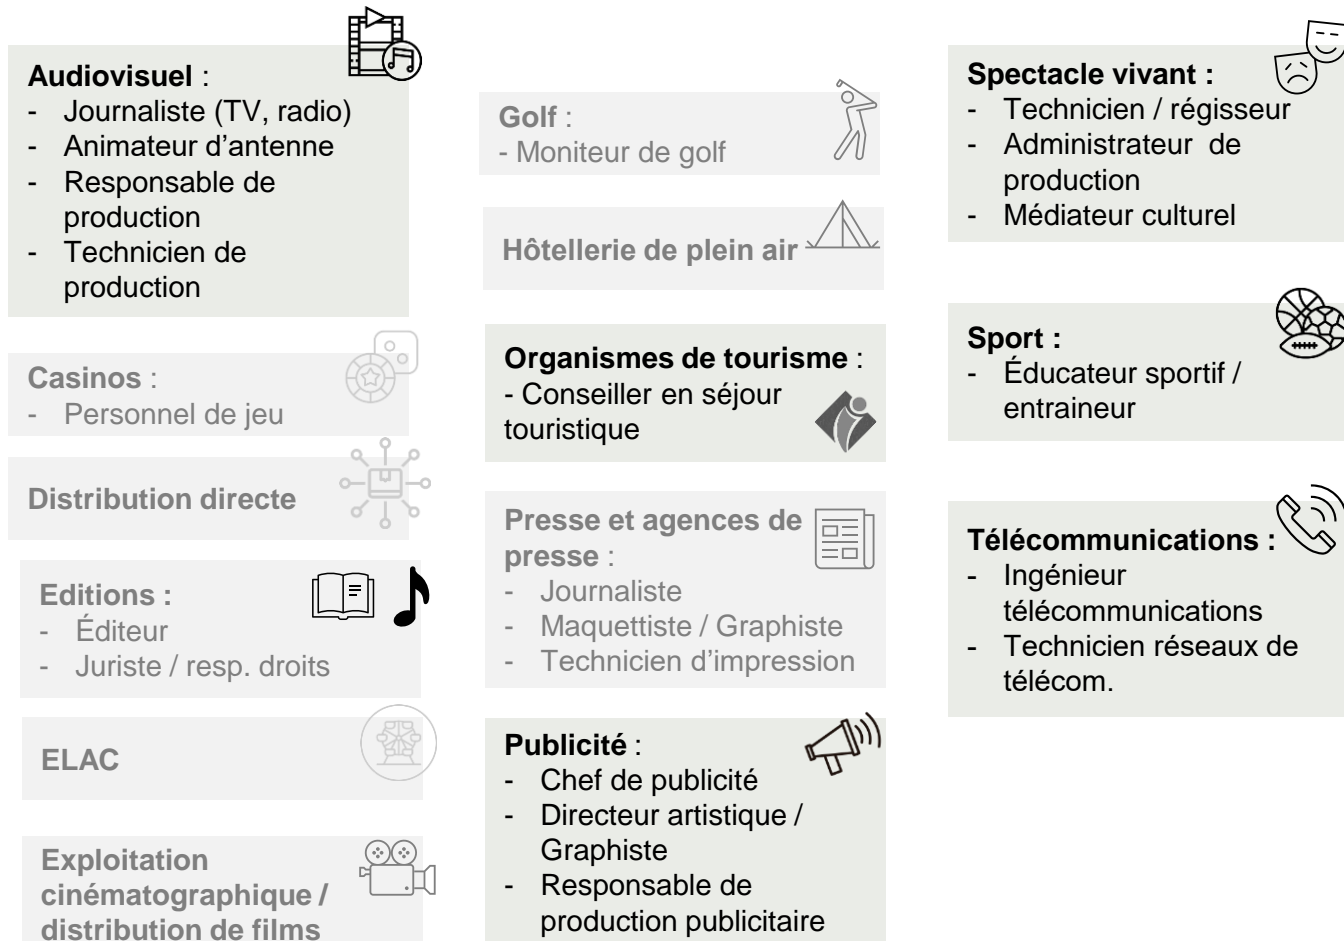 Audiovisuel :
- Journaliste (TV, radio)
- Animateur d’antenne
- Responsable de
production
- Technicien de
production
Casinos :
- Personnel de jeu
Distribution directe
Editions :
- Éditeur
- Juriste / resp. droits
ELAC
Exploitation
cinématographique /
distribution de films
Golf :
- Moniteur de golf
Hôtellerie de plein air
Organismes de tourisme :
- Conseiller en séjour
touristique
Presse et agences de
presse :
- Journaliste
- Maquettiste / Graphiste
- Technicien d’impression
Publicité :
- Chef de publicité
- Directeur artistique /
Graphiste
- Responsable de
production publicitaire
Spectacle vivant :
- Technicien / régisseur
- Administrateur de
production
- Médiateur culturel
Sport :
- Éducateur sportif /
entraineur
Télécommunications :
- Ingénieur
télécommunications
- Technicien réseaux de
télécom.